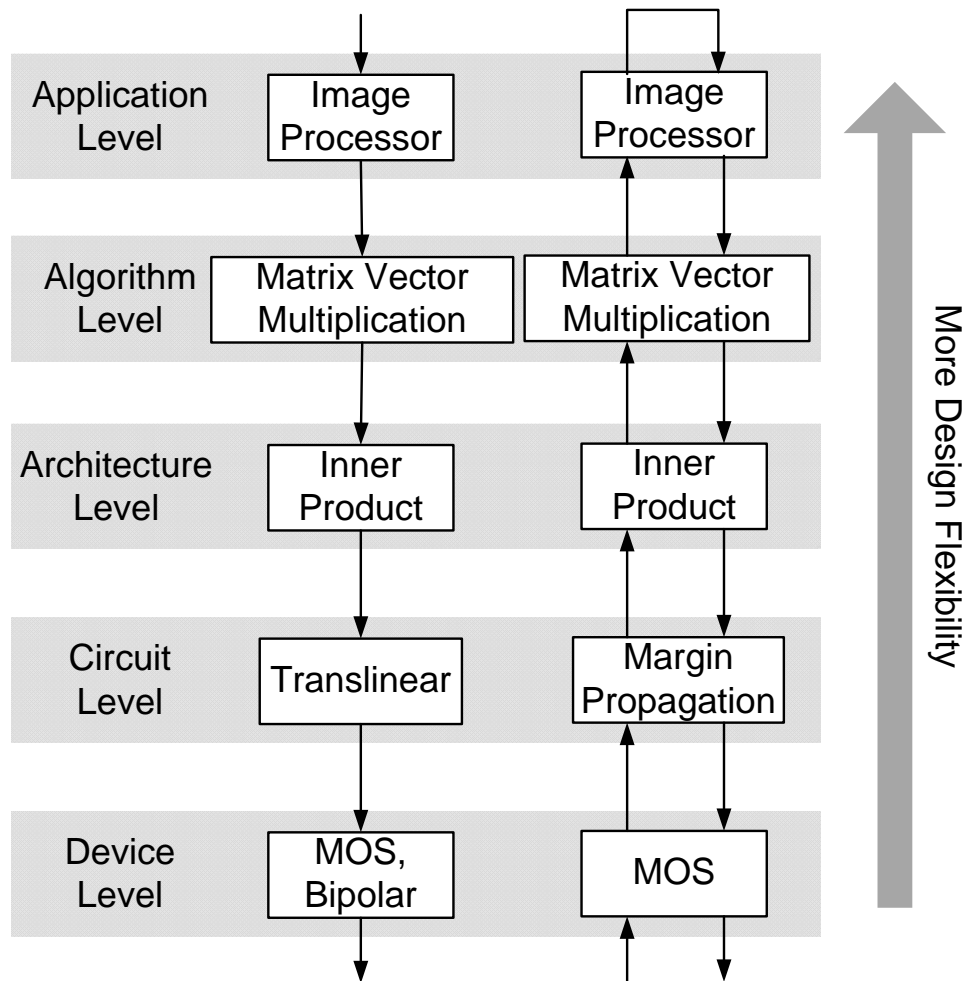 Application
Level
Image
Processor
Image
Processor
Algorithm
Level
Matrix Vector
Multiplication
Matrix Vector
Multiplication
Architecture
Level
Inner
Product
Inner
Product
Circuit
Level
Translinear
Margin
Propagation
Device
Level
MOS,
Bipolar
MOS
More Design Flexibility